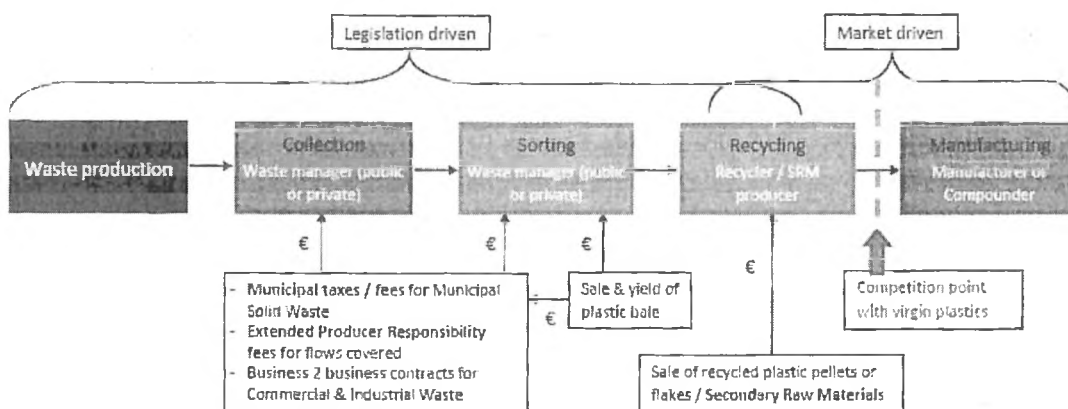 Legislation driven
Market driven
Waste production
Collection
Waste manager (public
or private)
Sorting
Waste manager (public
or private)
Recycling
Recycler / SRM
producer
Manufacturing
Manufacturer or
Compounder
€
€
€
€
€
- Municipal taxes / fees for Municipal
Solid Waste
- Extended Producer Responsibility
fees for flows covered
- Business 2 business contracts for
Commercial & Industrial Waste
Sale & yield of
plastic bale
Competition point
with virgin plastics
Sale of recycled plastic pellets or
flakes / Secondary Raw Materials